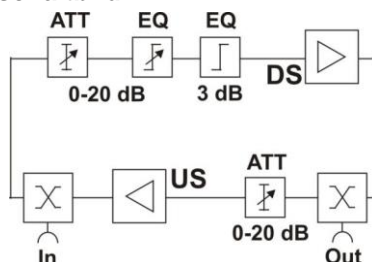 ATT EQ EQ
0-20 dB 3 dB DS
US ATT
0-20 dB
In Out